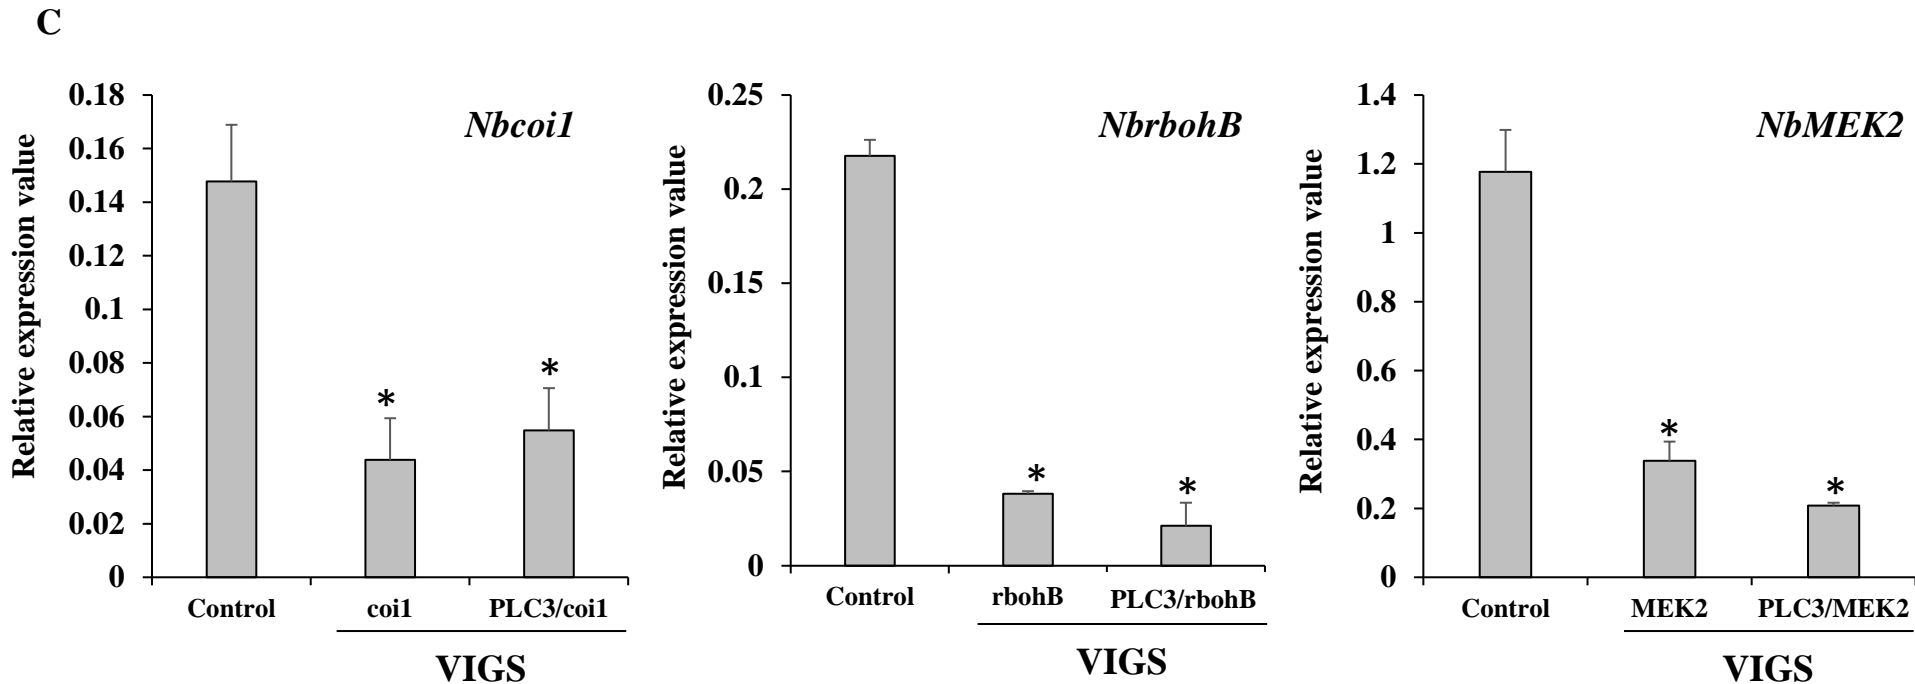 C
Relative expression value
0.18
0.16
0.14
0.12
0.1
0.08
0.06
0.04
0.02
0
Nbcoi1
*
*
Control
coi1
PLC3/coi1
VIGS
Relative expression value
0.25
0.2
0.15
0.1
0.05
0
NbrbohB
*
*
Control
rbohB
PLC3/rbohB
VIGS
Relative expression value
1.4
1.2
1
0.8
0.6
0.4
0.2
0
NbMEK2
*
*
Control
MEK2
PLC3/MEK2
VIGS